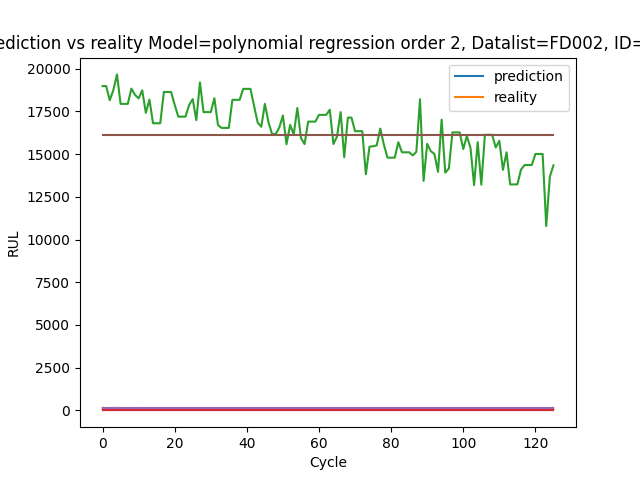 ediction vs reality Model=polynomial regression order 2, Datalist=FD002, ID=
prediction
reality
RUL
20000
17500
15000
12500
10000
7500
5000
2500
0
0 20 40 60 80 100 120
Cycle